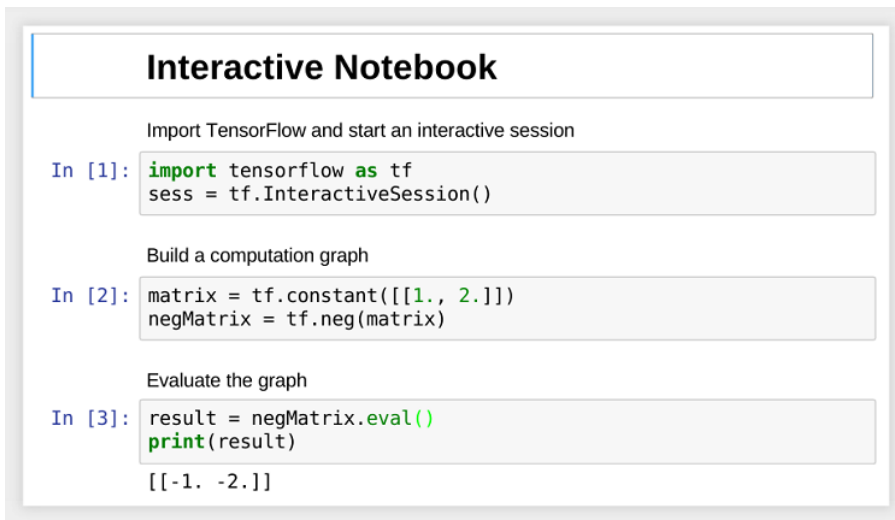 Interactive Notebook
Import TensorFlow and start an interactive session
In [1]: import tensorflow as tf
sess = tf.InteractiveSession()
Build a computation graph
In [2]: matrix = tf.constant([[1., 2.]])
negMatrix = tf.neg(matrix)
Evaluate the graph
In [3]: result = negMatrix.eval()
print(result)
[[-1. -2.]]